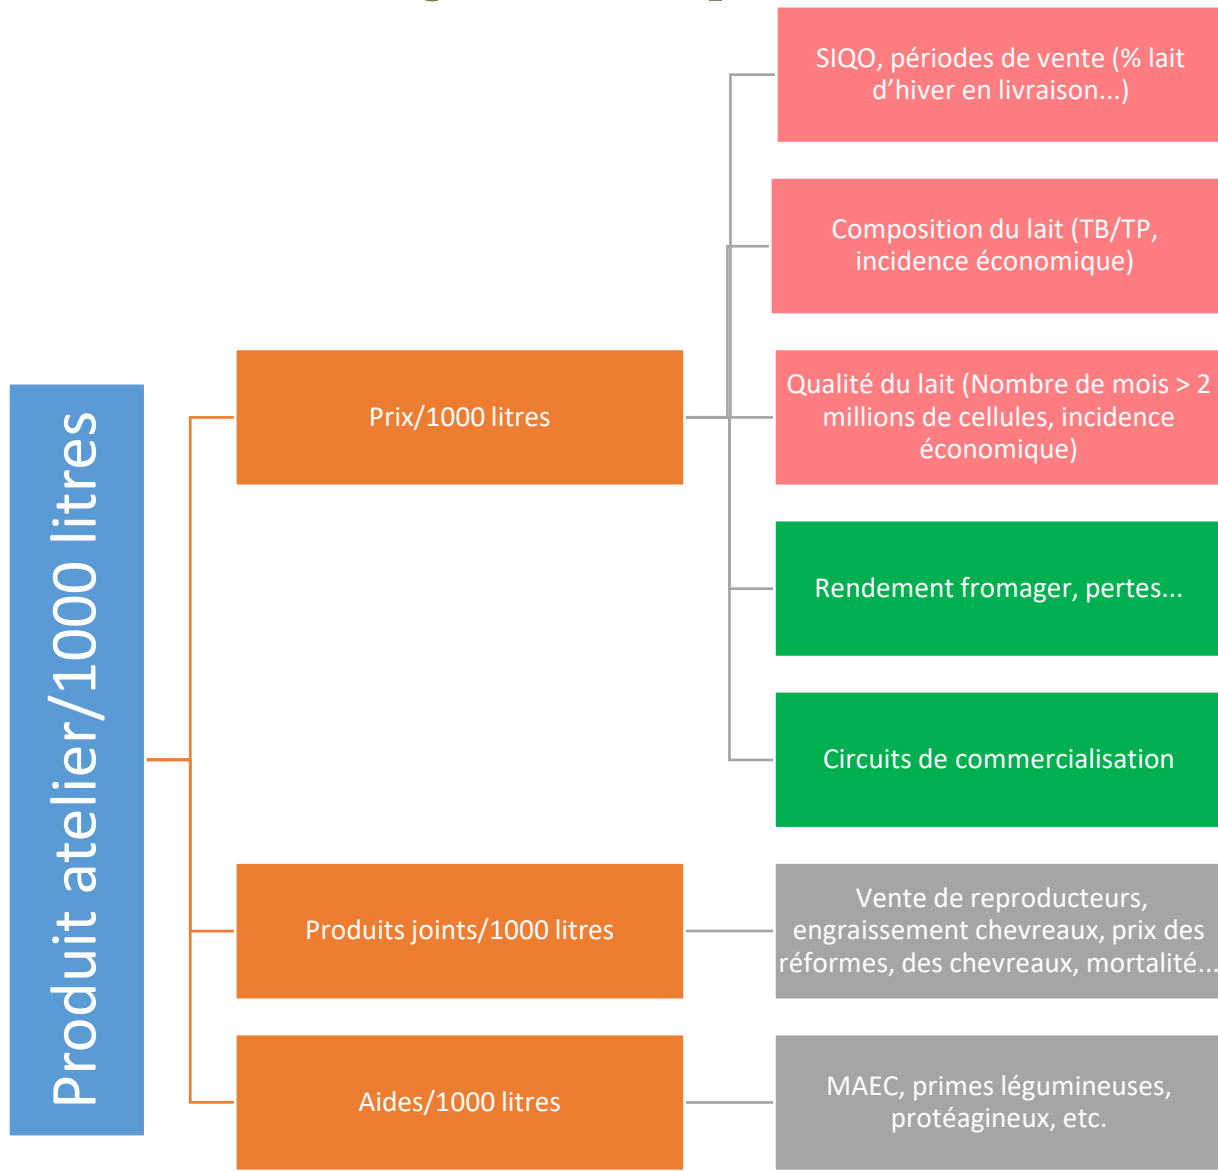 SIQO, périodes de vente (% lait
d’hiver en livraison...)
Composition du lait (TB/TP,
incidence économique)
Qualité du lait (Nombre de mois > 2
millions de cellules, incidence
économique)
Prix/1000 litres
Rendement fromager, pertes...
Circuits de commercialisation
Produit atelier/1000 litres
Produits joints/1000 litres
Vente de reproducteurs,
engraissement chevreaux, prix des
réformes, des chevreaux, mortalité...
Aides/1000 litres
MAEC, primes légumineuses,
protéagineux, etc.